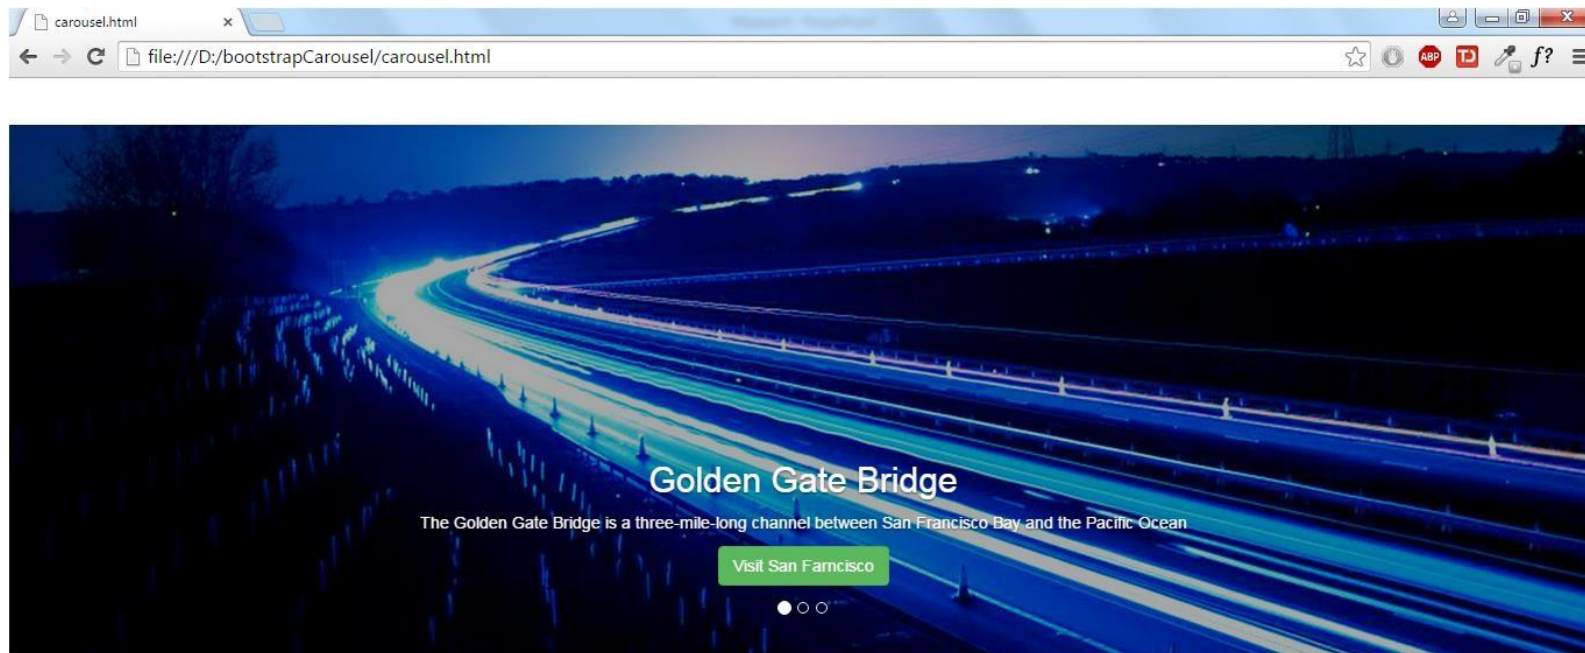 carousel.html
file:///D:/bootstrapCarousel/carousel.html
ABP
f?
Golden Gate Bridge
The Golden Gate Bridge is a three-mile-long channel between San Francisco Bay and the Pacific Ocean
Visit San Farncisco